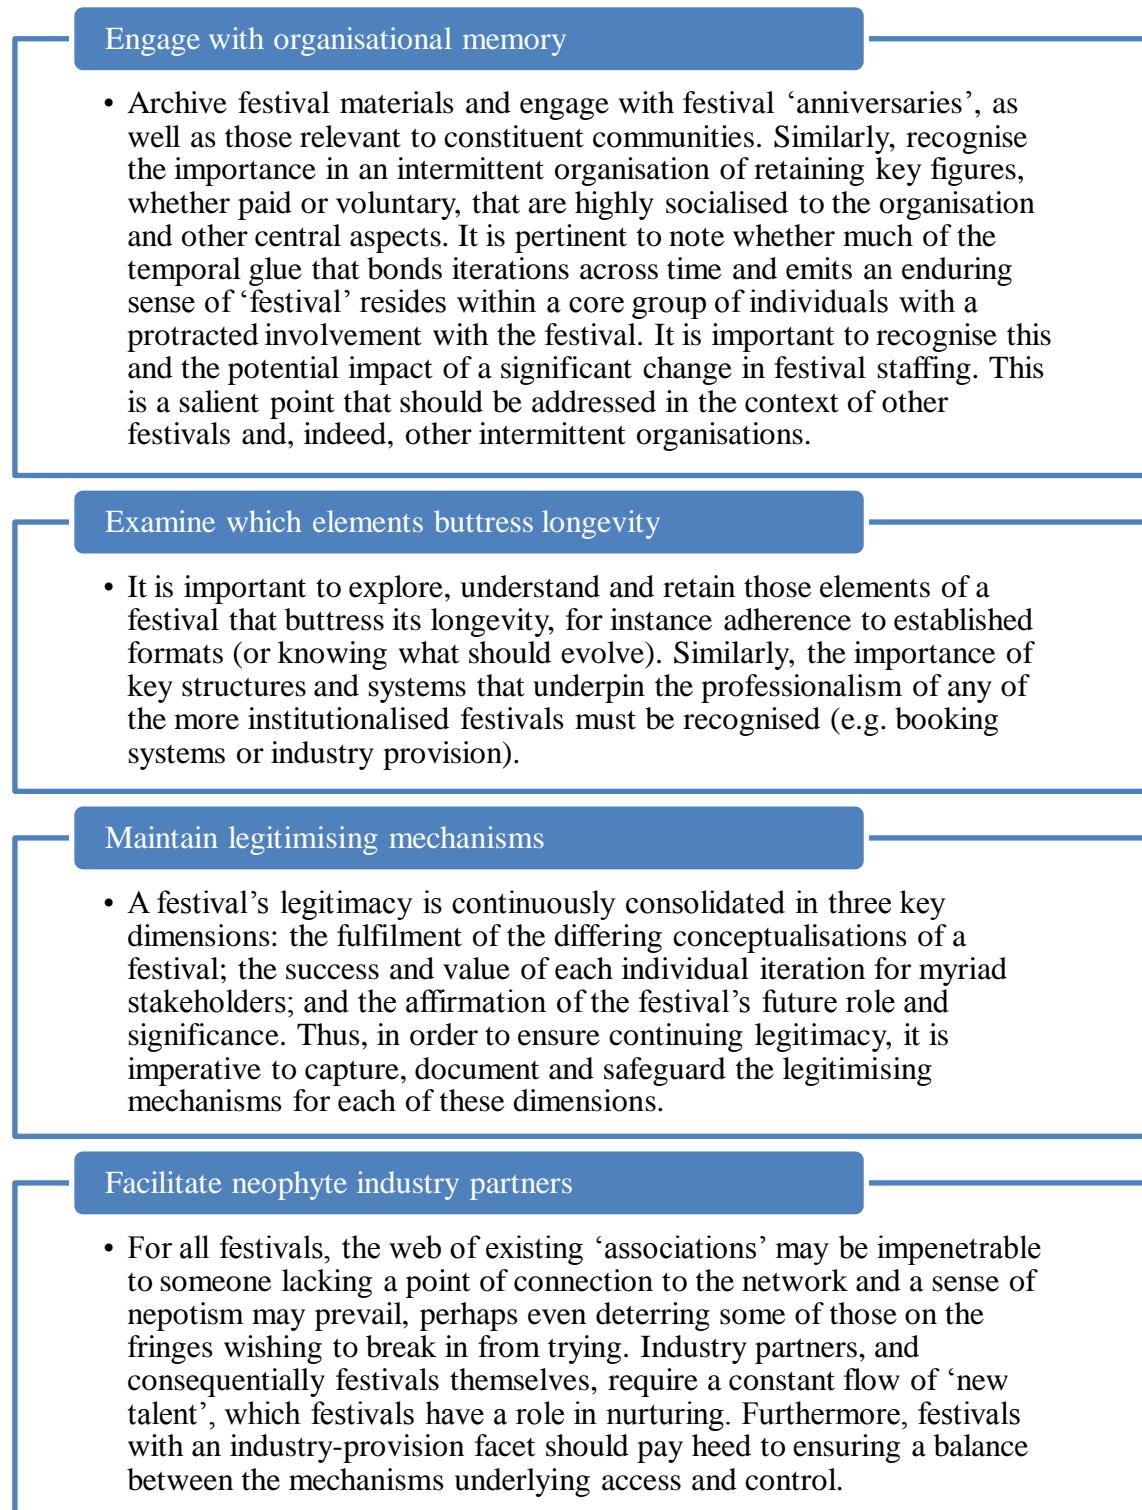 Engage with organisational memory
• Archive festival materials and engage with festival ‘anniversaries’, as
well as those relevant to constituent communities. Similarly, recognise
the importance in an intermittent organisation of retaining key figures,
whether paid or voluntary, that are highly socialised to the organisation
and other central aspects. It is pertinent to note whether much of the
temporal glue that bonds iterations across time and emits an enduring
sense of ‘festival’ resides within a core group of individuals with a
protracted involvement with the festival. It is important to recognise this
and the potential impact of a significant change in festival staffing. This
is a salient point that should be addressed in the context of other
festivals and, indeed, other intermittent organisations.
Examine which elements buttress longevity
• It is important to explore, understand and retain those elements of a
festival that buttress its longevity, for instance adherence to established
formats (or knowing what should evolve). Similarly, the importance of
key structures and systems that underpin the professionalism of any of
the more institutionalised festivals must be recognised (e.g. booking
systems or industry provision).
Maintain legitimising mechanisms
• A festival’s legitimacy is continuously consolidated in three key
dimensions: the fulfilment of the differing conceptualisations of a
festival; the success and value of each individual iteration for myriad
stakeholders; and the affirmation of the festival’s future role and
significance. Thus, in order to ensure continuing legitimacy, it is
imperative to capture, document and safeguard the legitimising
mechanisms for each of these dimensions.
Facilitate neophyte industry partners
• For all festivals, the web of existing ‘associations’ may be impenetrable
to someone lacking a point of connection to the network and a sense of
nepotism may prevail, perhaps even deterring some of those on the
fringes wishing to break in from trying. Industry partners, and
consequentially festivals themselves, require a constant flow of ‘new
talent’, which festivals have a role in nurturing. Furthermore, festivals
with an industry-provision facet should pay heed to ensuring a balance
between the mechanisms underlying access and control.